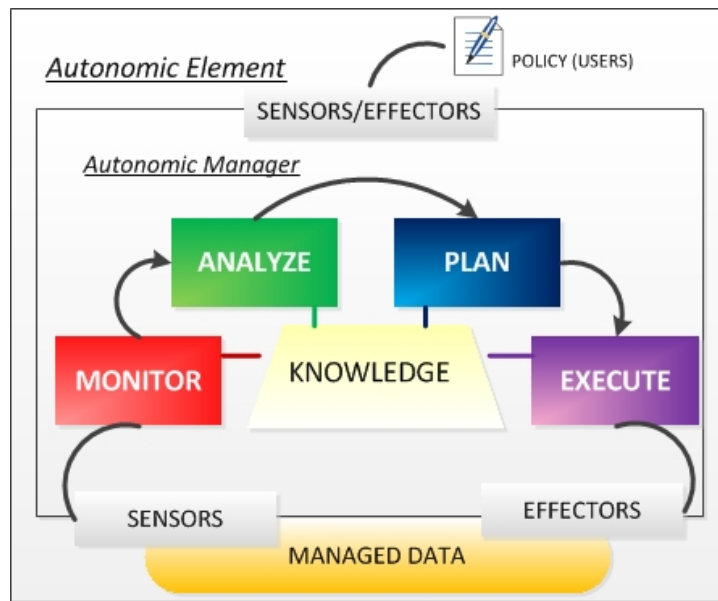 Autonomic Element
POLICY (USERS)
SENSORS/EFFECTORS
Autonomic Manager
ANALYZE
PLAN
MONITOR
KNOWLEDGE
EXECUTE
SENSORS
EFFECTORS
MANAGED DATA